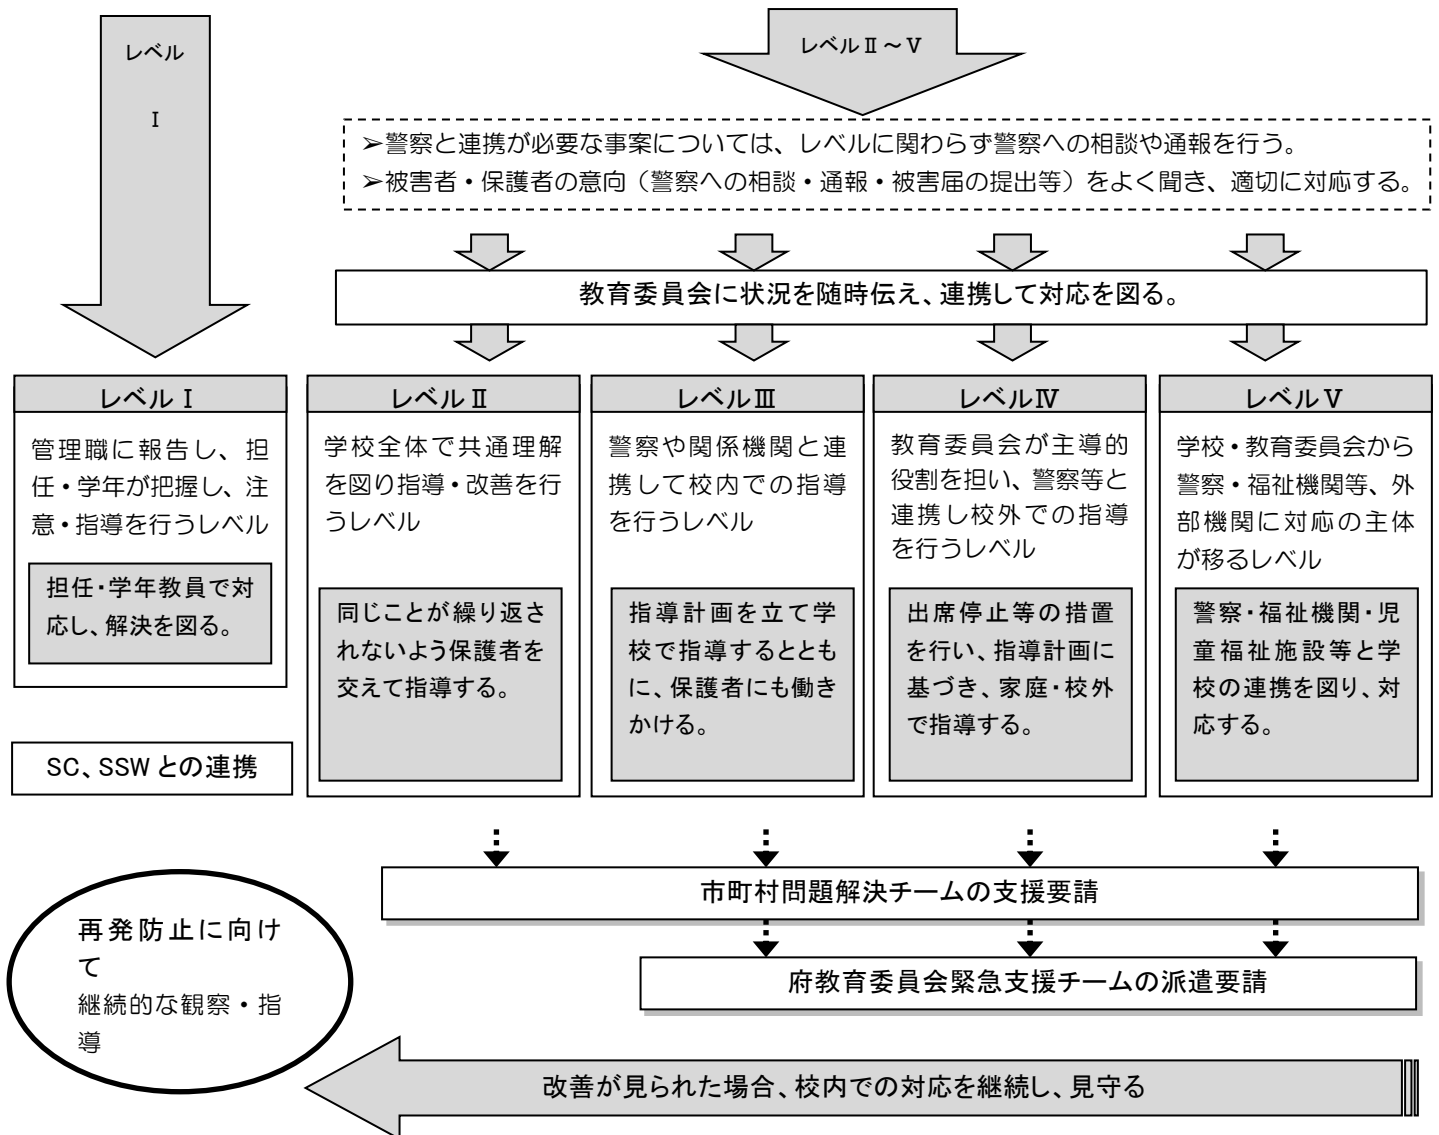 レベル
Ⅰ
レベルⅡ～Ⅴ
➢警察と連携が必要な事案については、レベルに関わらず警察への相談や通報を行う。
➢被害者・保護者の意向（警察への相談・通報・被害届の提出等）をよく聞き、適切に対応する。
教育委員会に状況を随時伝え、連携して対応を図る。
レベルⅠ
管理職に報告し、担
任・学年が把握し、注
意・指導を行うレベル
担任・学年教員で対
応し、解決を図る。
レベルⅡ
学校全体で共通理解
を図り指導・改善を行
うレベル
同じことが繰り返さ
れないよう保護者を
交えて指導する。
レベルⅢ
警察や関係機関と連
携して校内での指導
を行うレベル
指導計画を立て学
校で指導するととも
に、保護者にも働き
かける。
レベルⅣ
教育委員会が主導的
役割を担い、警察等と
連携し校外での指導
を行うレベル
出席停止等の措置
を行い、指導計画に
基づき、家庭・校外
で指導する。
レベルⅤ
学校・教育委員会から
警察・福祉機関等、外
部機関に対応の主体
が移るレベル
警察・福祉機関・児
童福祉施設等と学
校の連携を図り、対
応する。
SC、SSWとの連携
市町村問題解決チームの支援要請
府教育委員会緊急支援チームの派遣要請
再発防止に向け
て
継続的な観察・指
導
改善が見られた場合、校内での対応を継続し、見守る